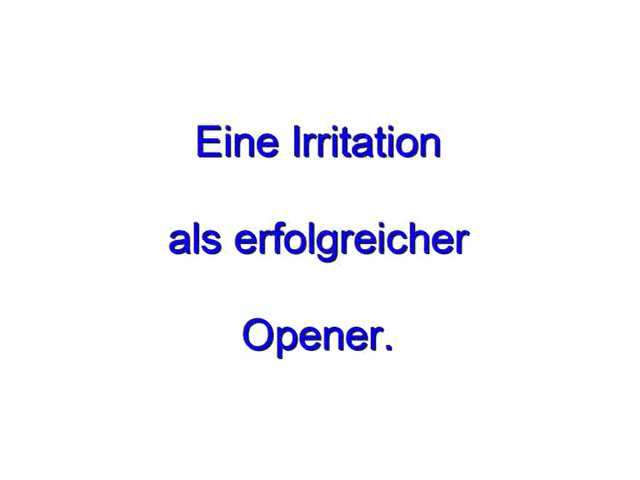 Eine Irritation
als erfolgreicher
Opener.